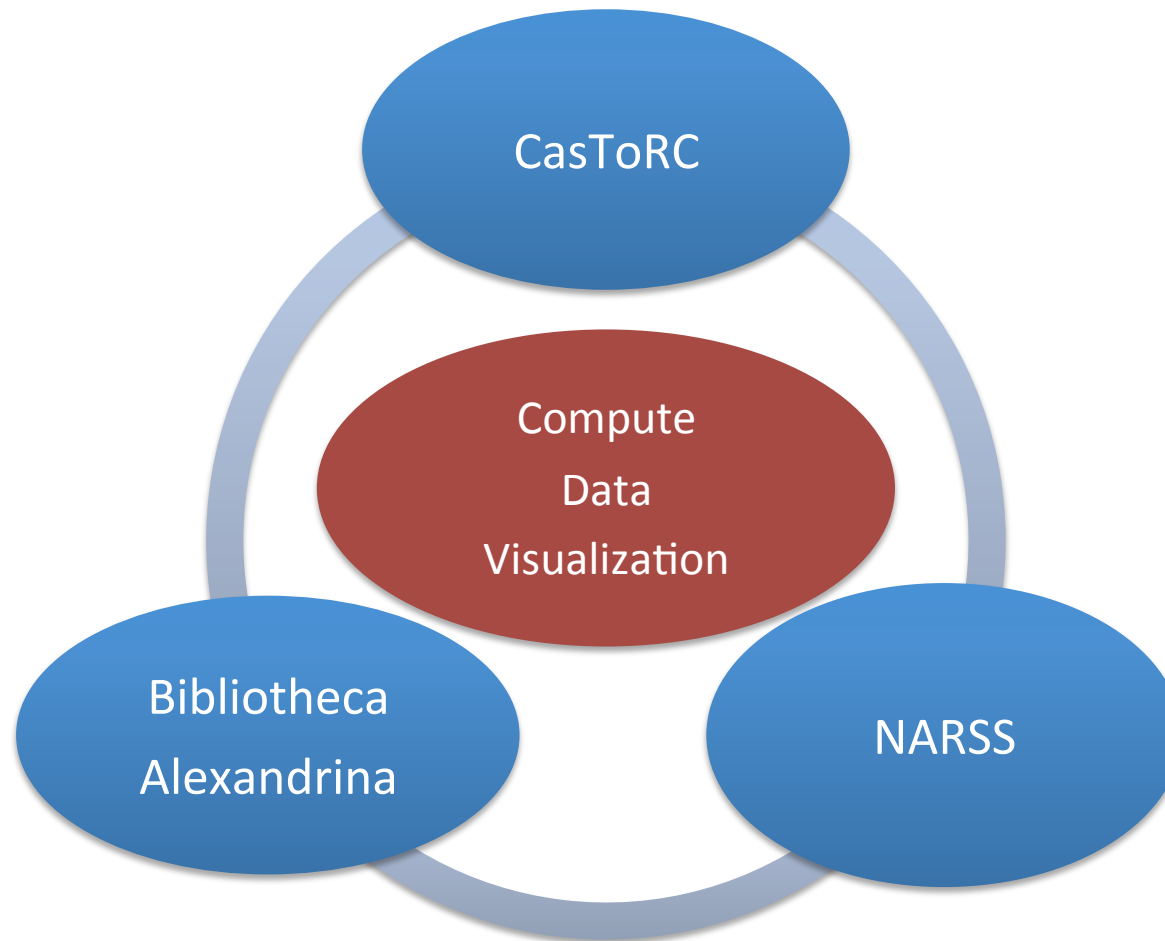 CasToRC
Compute
Data
Visualization
Bibliotheca
Alexandrina
NARSS